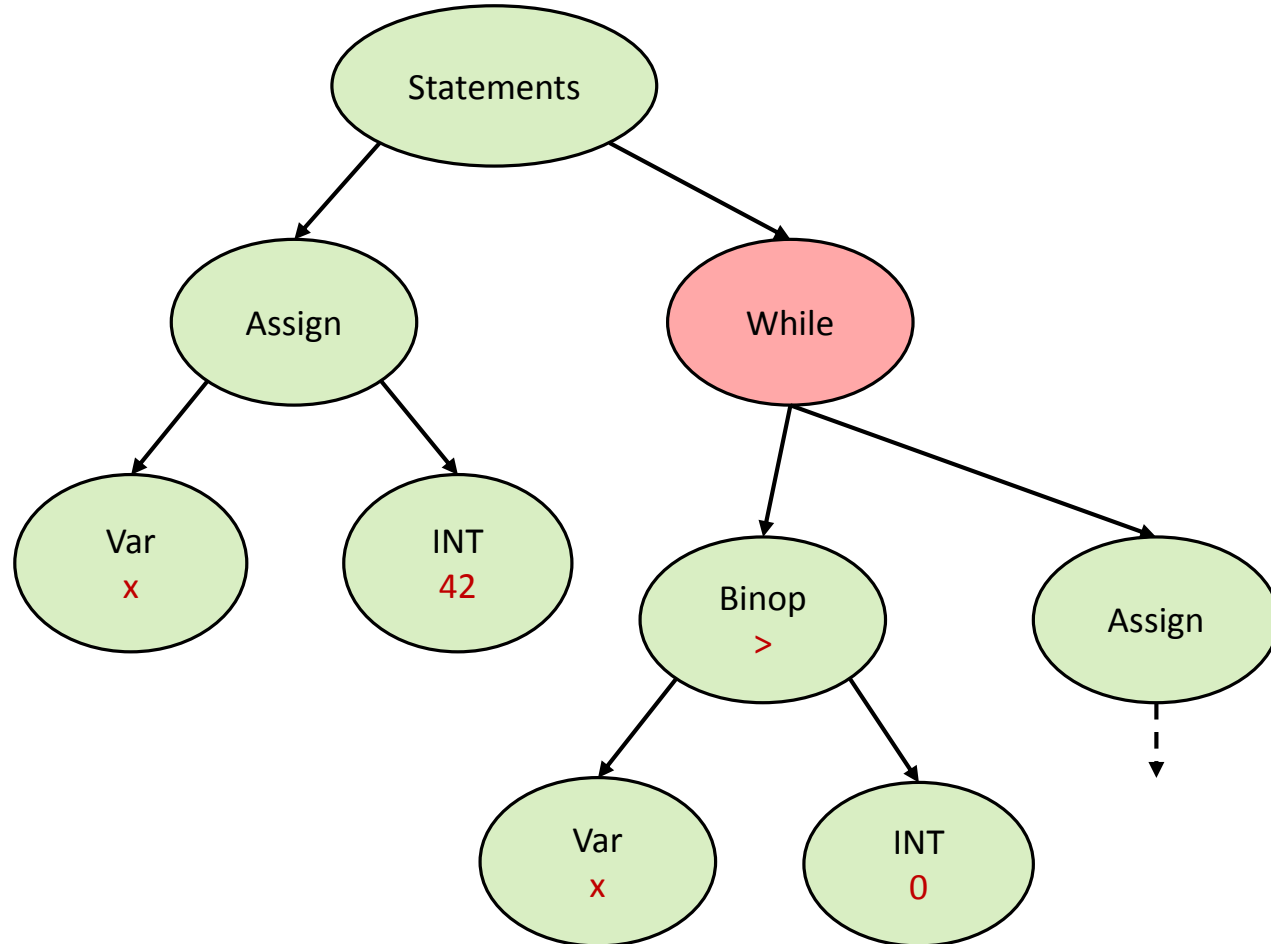 Statements
Assign
While
Var
x
INT
42
Binop
>
Assign
Var
x
INT
0